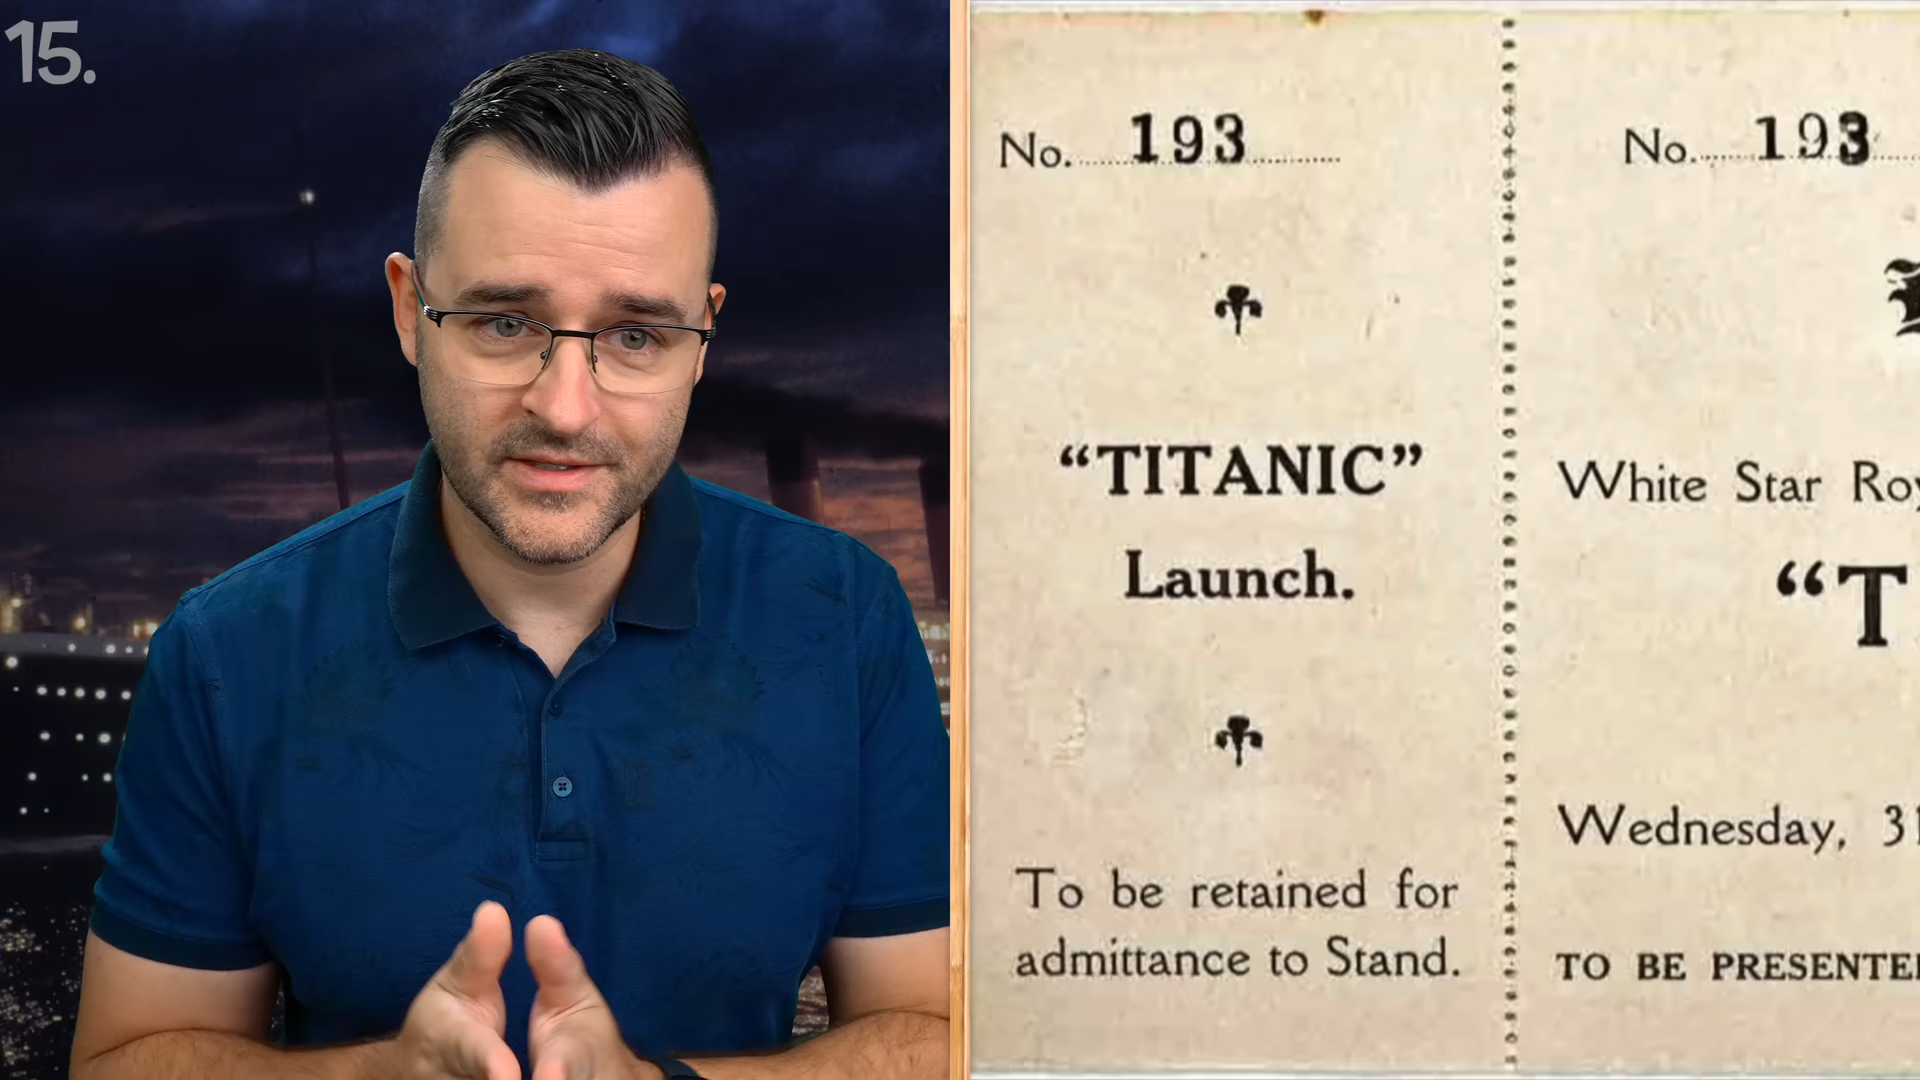 15.
No. 193
"TITANIC"
Launch.
To be retained for
admittance to Stand.
No. 193
White Star
"T
Wednesday, 31
TO BE